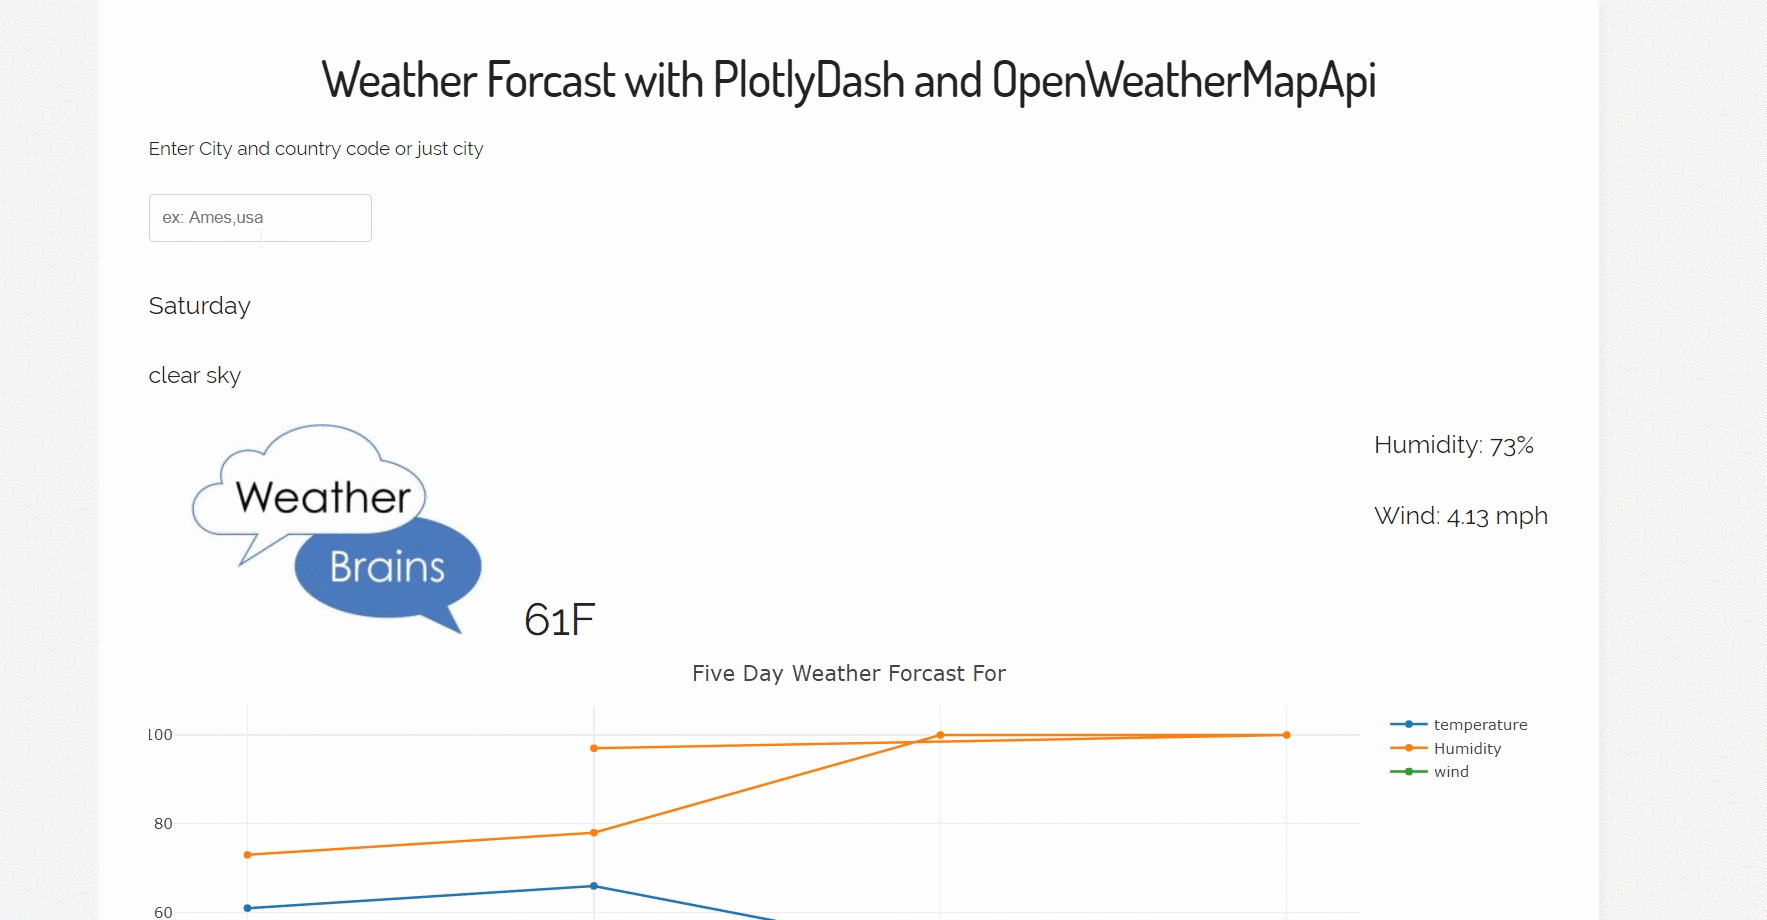 Weather Forcast with PlotlyDash and OpenWeatherMapApi
Enter City and country code or just city
ex: Ames,usa
Saturday
clear sky
Weather
Brains
61F
Humidity: 73%
Wind: 4.13 mph
Five Day Weather Forcast For
100
80
60
temperature
Humidity
wind